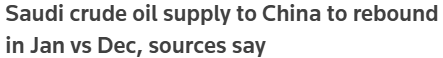 Saudi crude oil supply to China to rebound
in Jan vs Dec, sources say